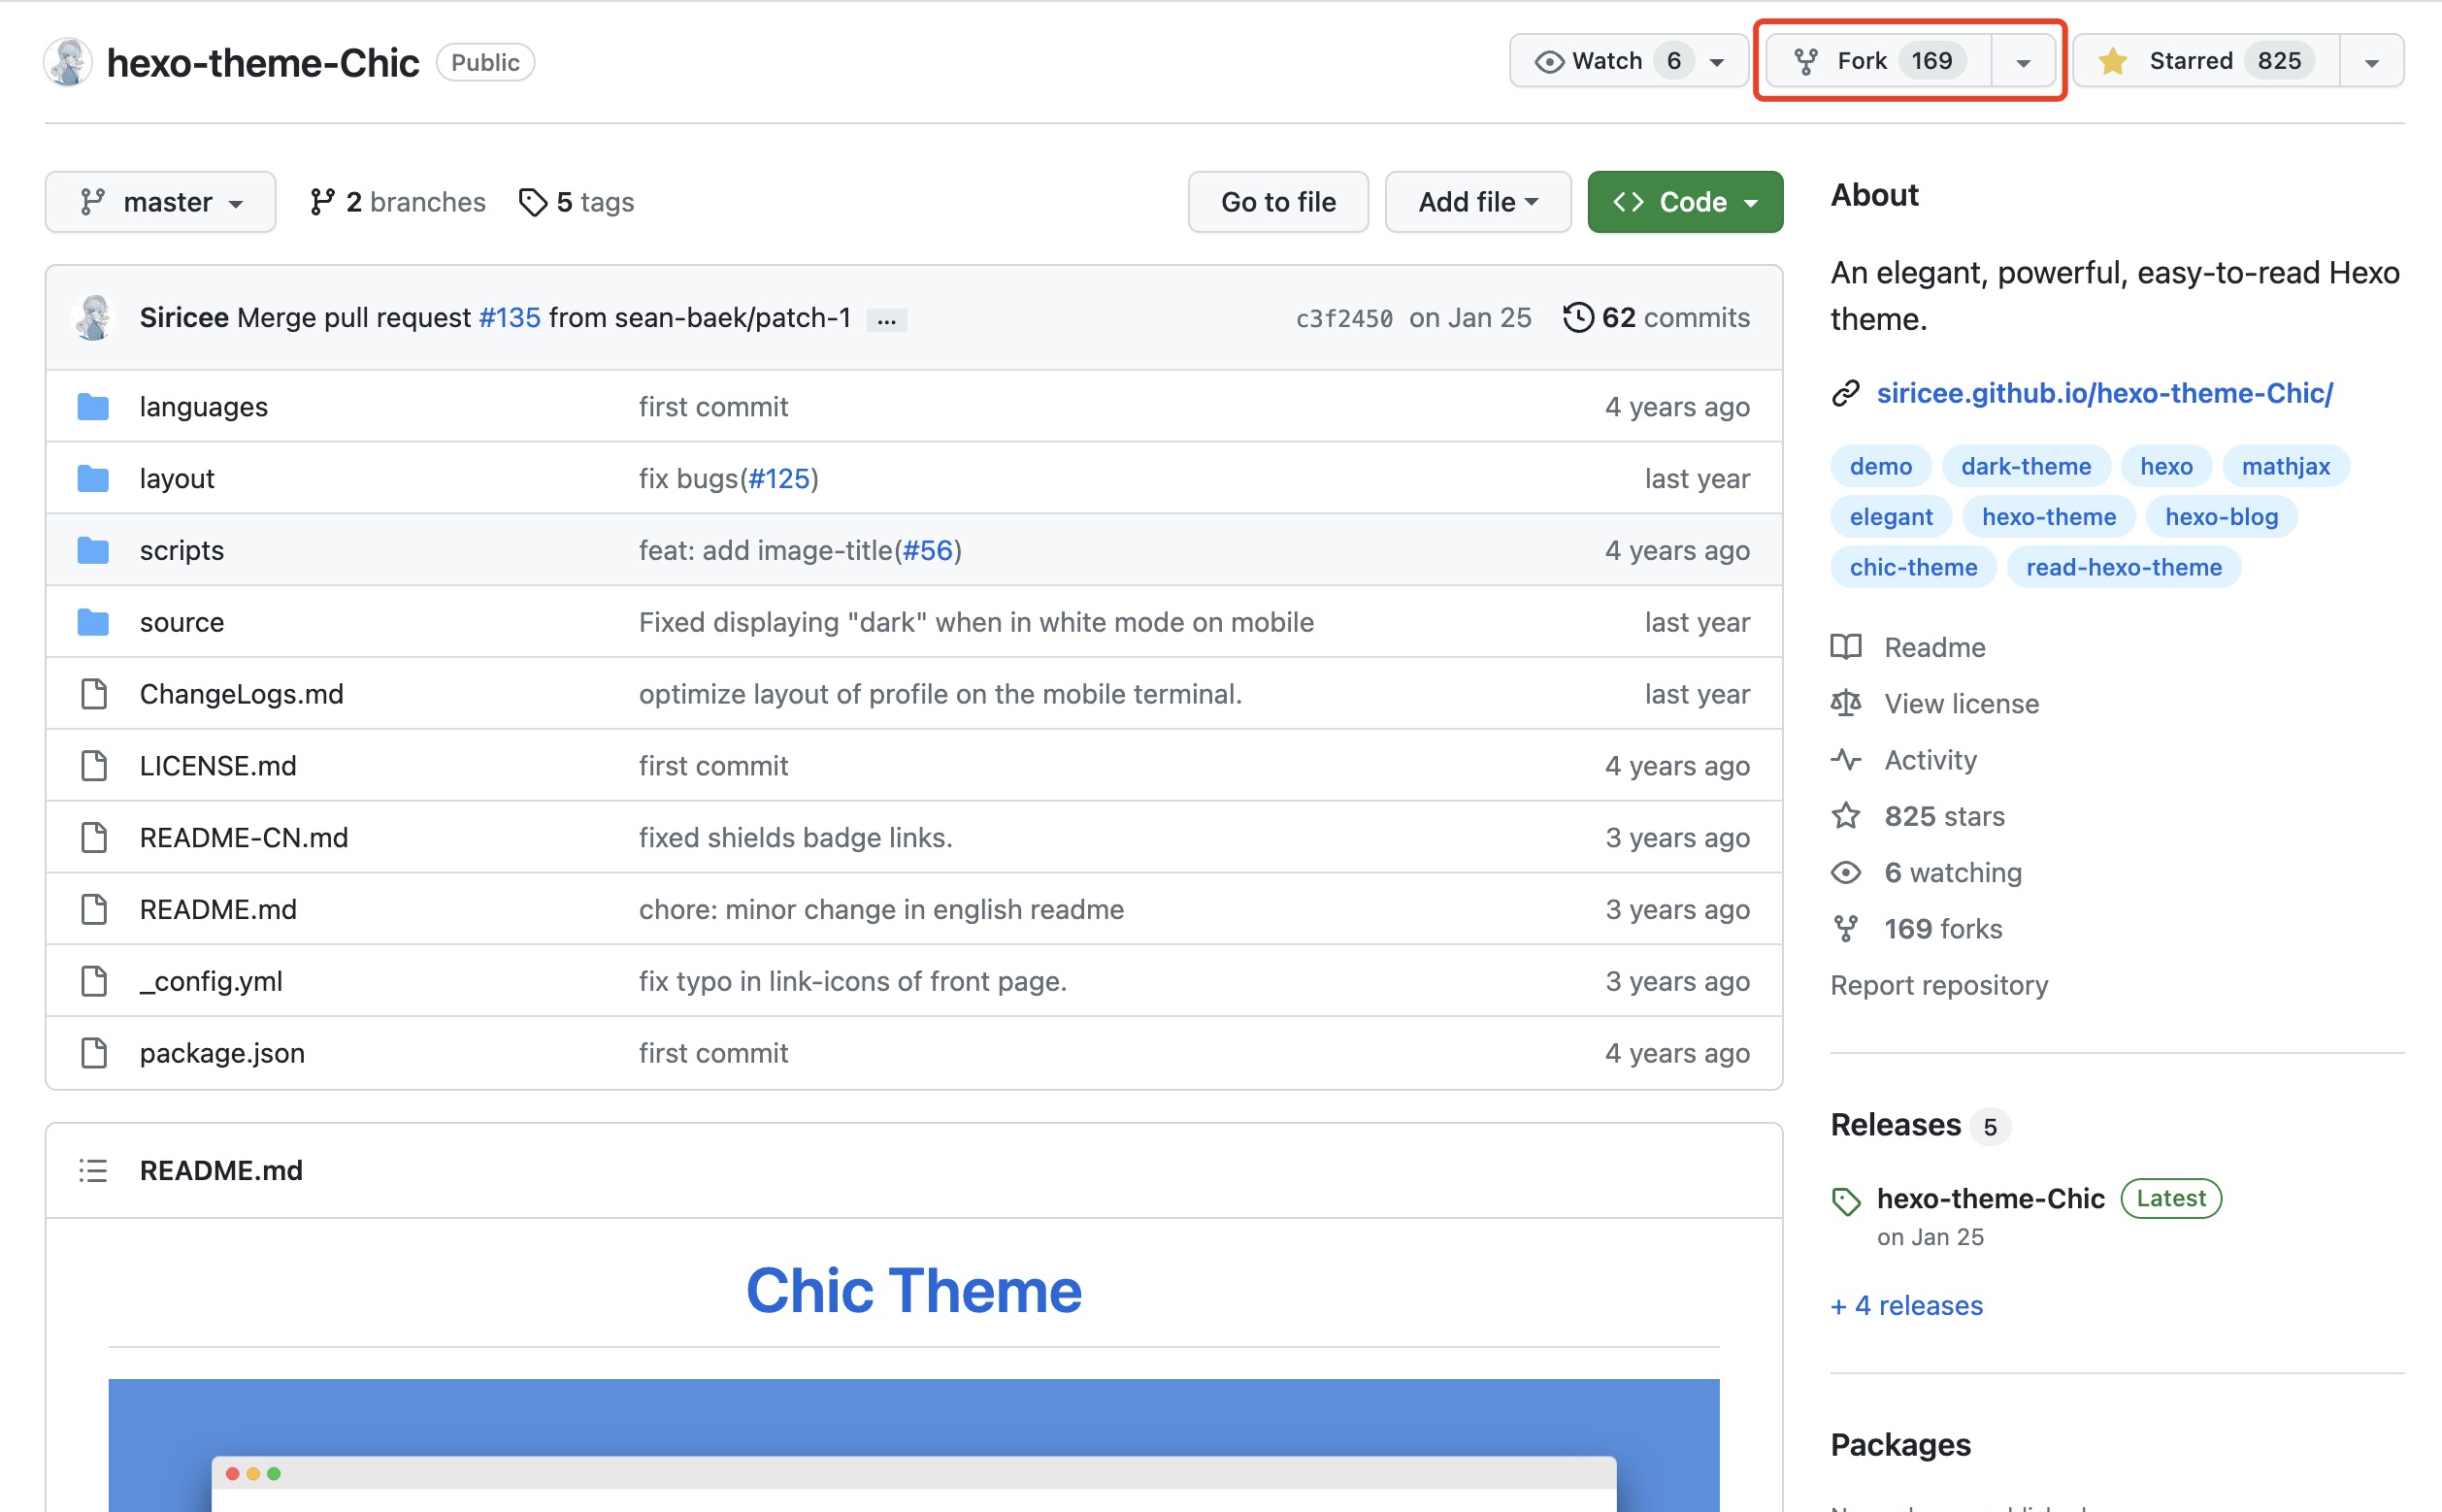 hexo-theme-Chic Public Watch 6 Fork 169 Starred 825
master 2 branches 5 tags Go to file Add file Code
Siricee Merge pull request #135 from sean-baek/patch-1 ... c3f2450 on Jan 25 62 commits
languages first commit 4 years ago
layout fix bugs(#125) last year
scripts feat: add image-title(#56) 4 years ago
source Fixed displaying "dark" when in white mode on mobile last year
ChangeLogs.md optimize layout of profile on the mobile terminal. last year
LICENSE.md first commit 4 years ago
README-CN.md fixed shields badge links. 3 years ago
README.md chore: minor change in english readme 3 years ago
_config.yml fix typo in link-icons of front page. 3 years ago
package.json first commit 4 years ago
README.md
Chic Theme
About
An elegant, powerful, easy-to-read Hexo
theme.
siricee.github.io/hexo-theme-Chic/
demo dark-theme hexo mathjax
elegant hexo-theme hexo-blog
chic-theme read-hexo-theme
Readme
View license
Activity
825 stars
6 watching
169 forks
Report repository
Releases 5
hexo-theme-Chic Latest
on Jan 25
+ 4 releases
Packages